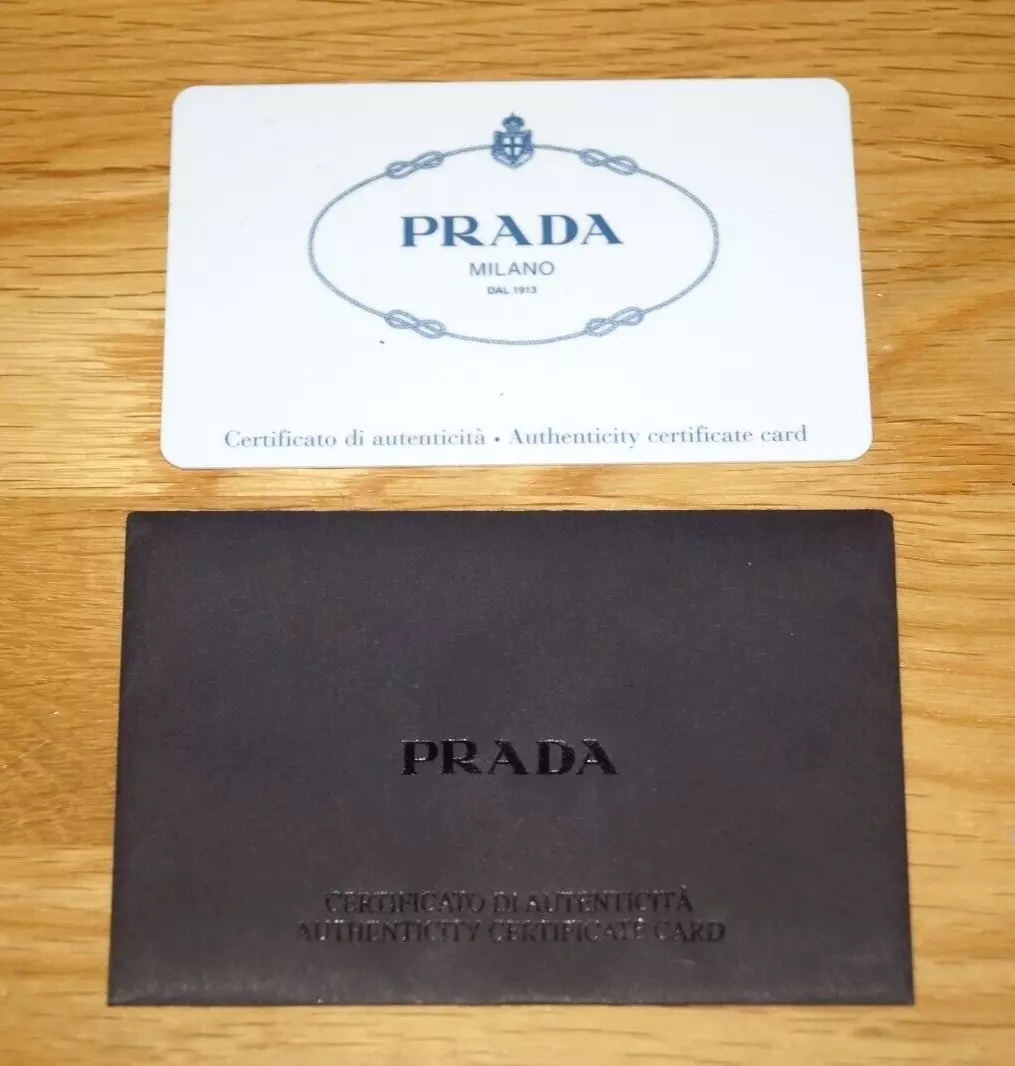 PRADA
MILANO
DAL 1913
Certificato di autenticità • Authenticity certificate card
PRADA
CERTIFICATO DI AUTENTICITÀ
AUTHENTICITY CERTIFICATE CARD